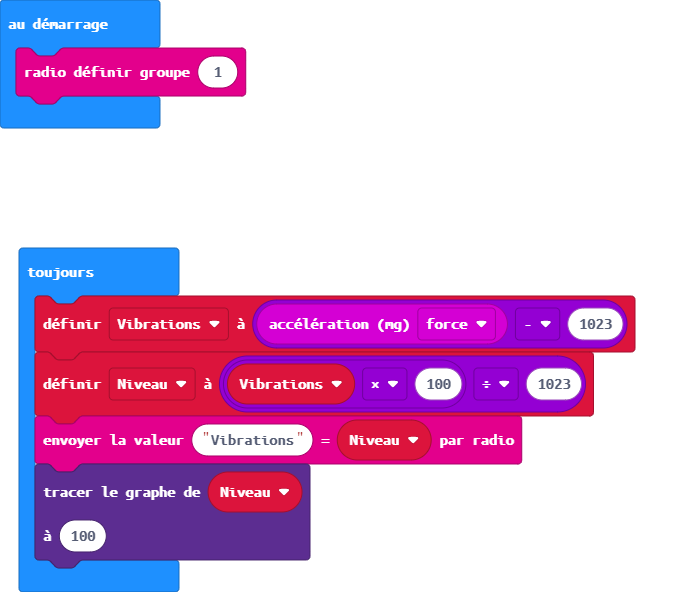 au démarrage
radio définir groupe 1
toujours
définir Vibrations à accélération (mg) force - 1023
définir Niveau à Vibrations x 100 ÷ 1023
envoyer la valeur "Vibrations" = Niveau par radio
tracer le graphe de Niveau
à 100